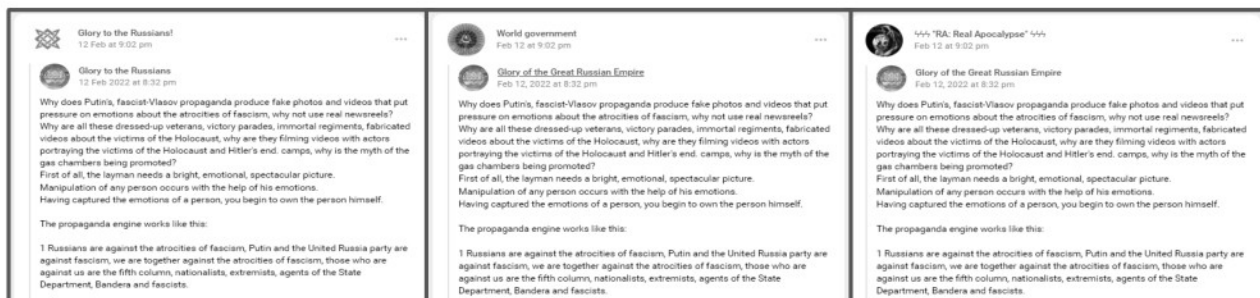 Glory to the Russians!
12 Feb at 9:02 pm
Glory to the Russians
12 Feb 2022 at 8:32 pm
Why does Putin's, fascist-Vlasov propaganda produce fake photos and videos that put
pressure on emotions about the atrocities of fascism, why not use real newsreels?
Why are all these dressed-up veterans, victory parades, immortal regiments, fabricated
videos about the victims of the Holocaust, why are they filming videos with actors
portraying the victims of the Holocaust and Hitler's end. camps, why is the myth of the
gas chambers being promoted?
First of all, the layman needs a bright, emotional, spectacular picture.
Manipulation of any person occurs with the help of his emotions.
Having captured the emotions of a person, you begin to own the person himself.
The propaganda engine works like this:
1 Russians are against the atrocities of fascism, Putin and the United Russia party are
against fascism, we are together against the atrocities of fascism, those who are
against us are the fifth column, nationalists, extremists, agents of the State
Department, Bandera and fascists.
World government
Feb 12 at 9:02 pm
Glory of the Great Russian Empire
Feb 12, 2022 at 8:32 pm
Why does Putin's, fascist-Vlasov propaganda produce fake photos and videos that put
pressure on emotions about the atrocities of fascism, why not use real newsreels?
Why are all these dressed-up veterans, victory parades, immortal regiments, fabricated
videos about the victims of the Holocaust, why are they filming videos with actors
portraying the victims of the Holocaust and Hitler's end. camps, why is the myth of the
gas chambers being promoted?
First of all, the layman needs a bright, emotional, spectacular picture.
Manipulation of any person occurs with the help of his emotions.
Having captured the emotions of a person, you begin to own the person himself.
The propaganda engine works like this:
1 Russians are against the atrocities of fascism, Putin and the United Russia party are
against fascism, we are together against the atrocities of fascism, those who are
against us are the fifth column, nationalists, extremists, agents of the State
Department, Bandera and fascists.
ϟϟϟ "RA: Real Apocalypse" ϟϟϟ
Feb 12 at 9:02 pm
Glory of the Great Russian Empire
Feb 12, 2022 at 8:32 pm
Why does Putin's, fascist-Vlasov propaganda produce fake photos and videos that put
pressure on emotions about the atrocities of fascism, why not use real newsreels?
Why are all these dressed-up veterans, victory parades, immortal regiments, fabricated
videos about the victims of the Holocaust, why are they filming videos with actors
portraying the victims of the Holocaust and Hitler's end. camps, why is the myth of the
gas chambers being promoted?
First of all, the layman needs a bright, emotional, spectacular picture.
Manipulation of any person occurs with the help of his emotions.
Having captured the emotions of a person, you begin to own the person himself.
The propaganda engine works like this:
1 Russians are against the atrocities of fascism, Putin and the United Russia party are
against fascism, we are together against the atrocities of fascism, those who are
against us are the fifth column, nationalists, extremists, agents of the State
Department, Bandera and fascists.